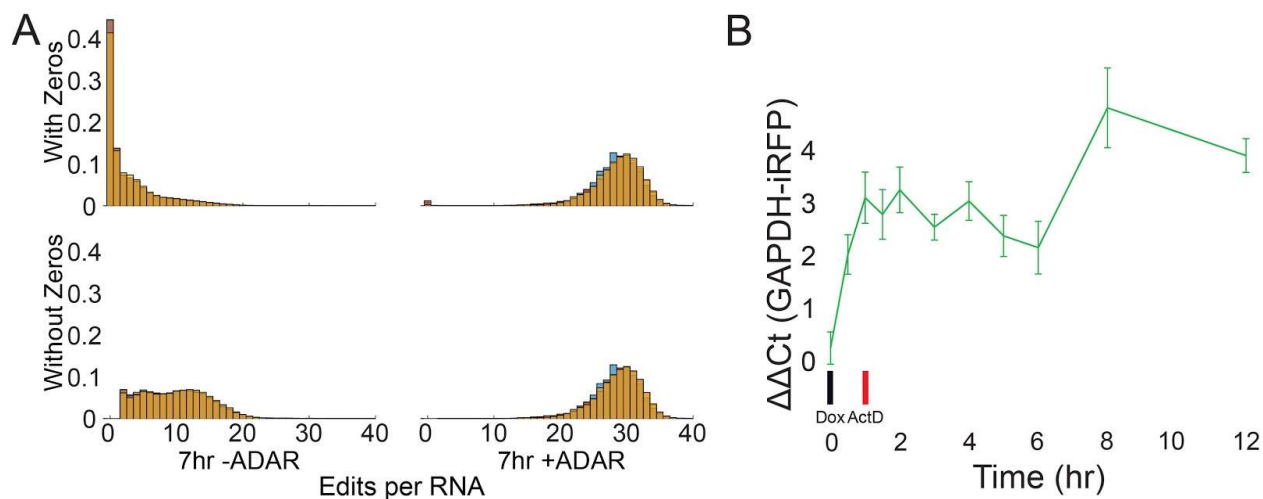 A
With Zeros
0.4
0.3
0.2
0.1
0
Without Zeros
0.4
0.3
0.2
0.1
0
0 20 40
7hr -ADAR
0 10 20 30 40
7hr +ADAR
Edits per RNA
B
ΔΔCt (GAPDH-iRFP)
4
3
2
1
0
Dox ActD
0 2 4 6 8 10 12
Time (hr)